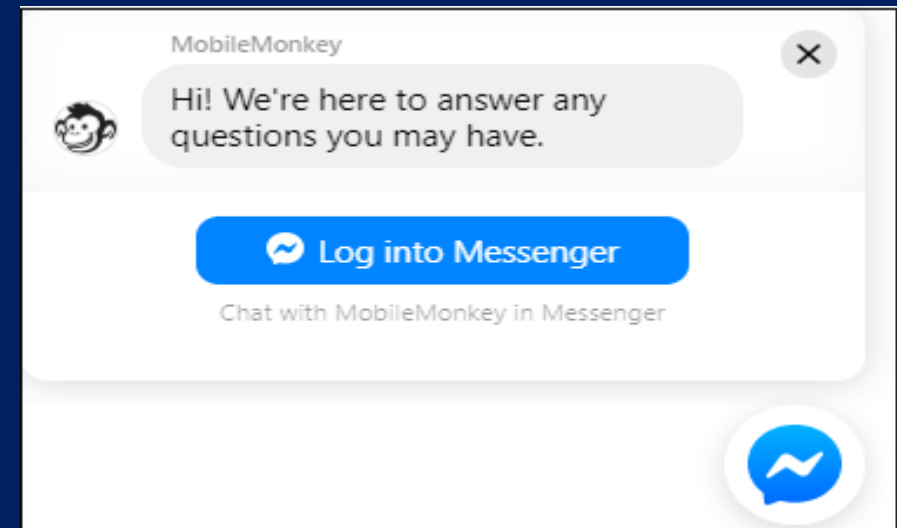 MobileMonkey
Hi! We're here to answer any
questions you may have.
Log into Messenger
Chat with MobileMonkey in Messenger